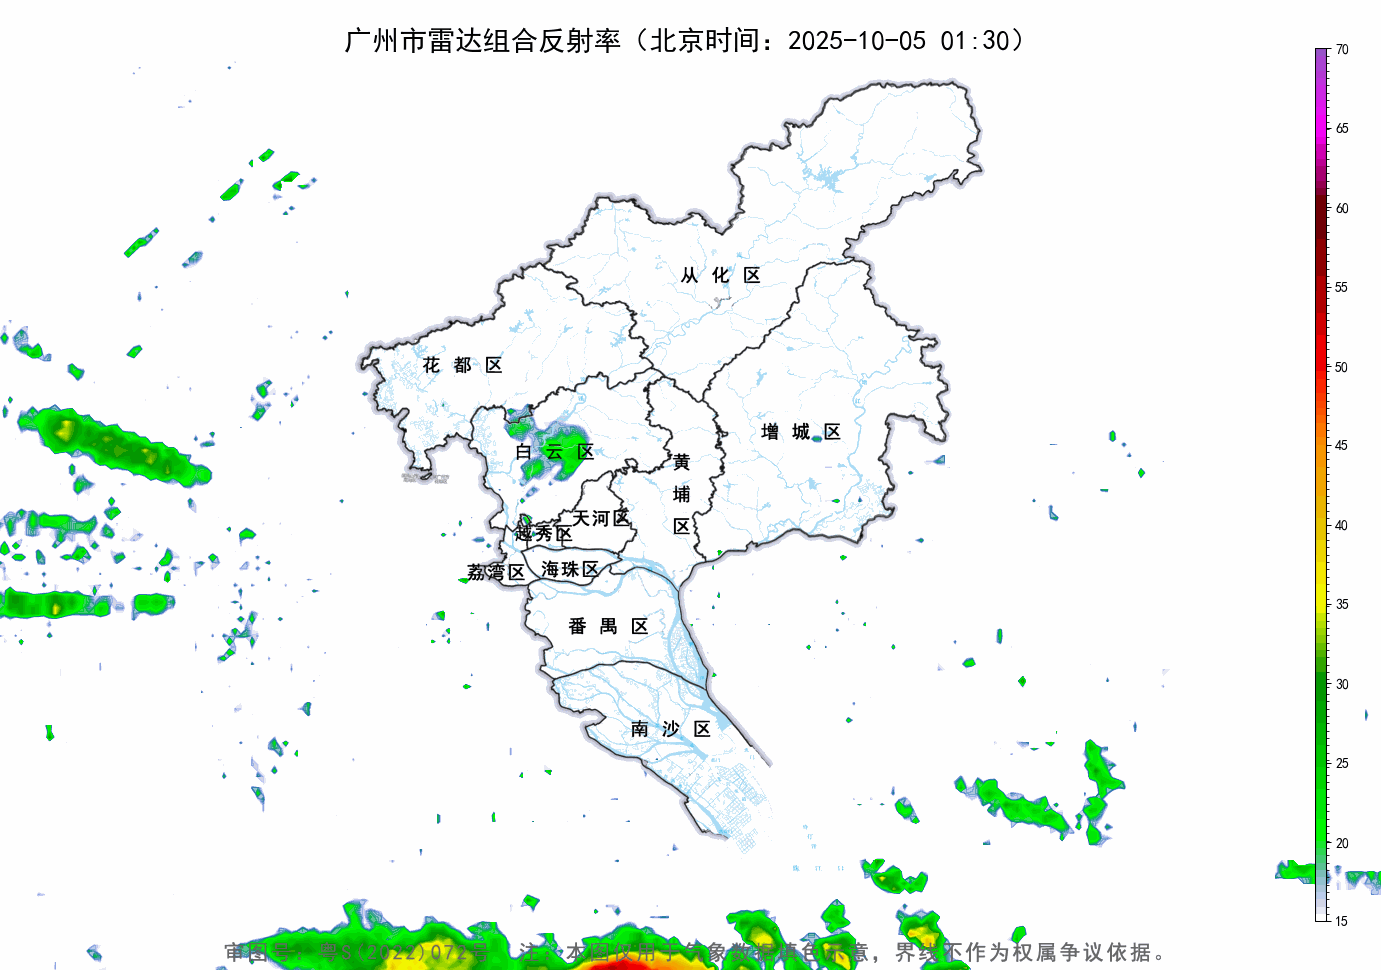 广州市雷达组合反射率（北京时间：2025-10-05 01:30）
70
65
60
55
50
45
40
35
30
25
20
15
从化区
花都区
增城区
白云区
黄埔区
天河区
越秀区
海珠区
荔湾区
番禺区
南沙区
审图号：粤S(2022)072号 注：本图仅用于气象数据填色示意，界线不作为权属争议依据。